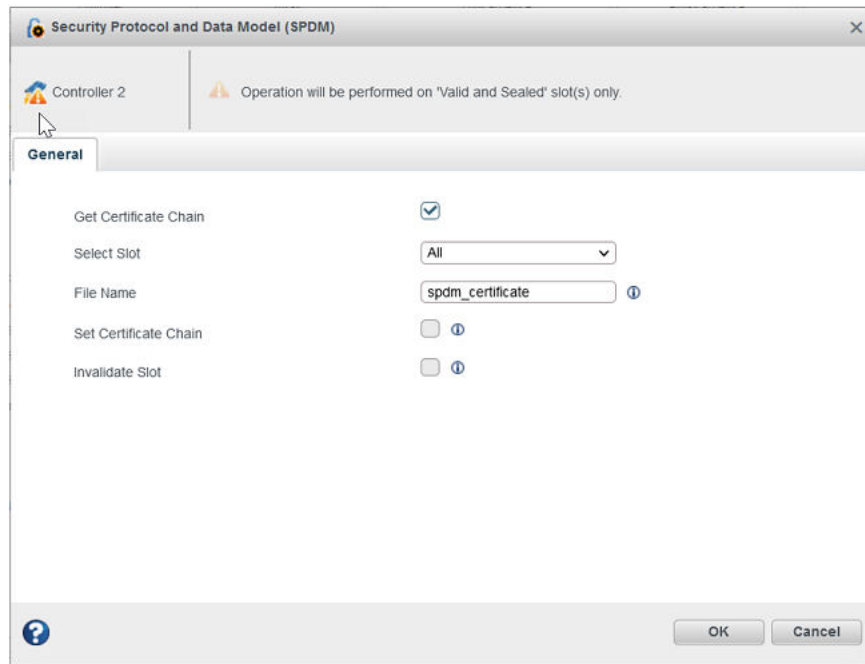 Security Protocol and Data Model (SPDM)
Controller 2
Operation will be performed on 'Valid and Sealed' slot(s) only.
General
Get Certificate Chain
Select Slot
All
File Name
spdm_certificate
Set Certificate Chain
Invalidate Slot
OK
Cancel